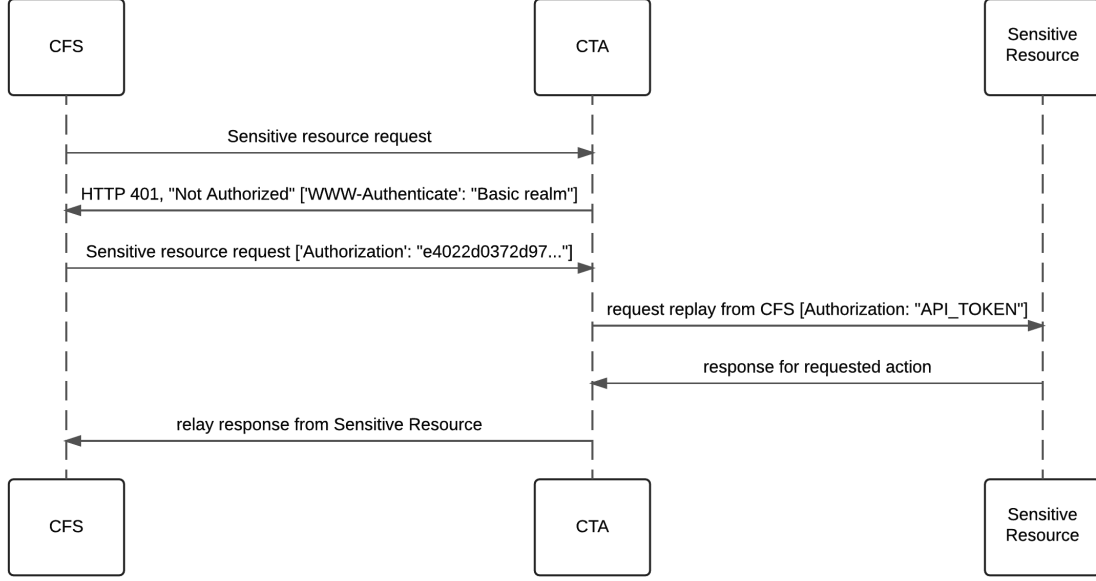 CFS
CTA
Sensitive
Resource
Sensitive resource request
HTTP 401, "Not Authorized" ['WWW-Authenticate': "Basic realm"]
Sensitive resource request ['Authorization': "e4022d0372d97..."]
request replay from CFS [Authorization: "API_TOKEN"]
response for requested action
relay response from Sensitive Resource
CFS
CTA
Sensitive
Resource